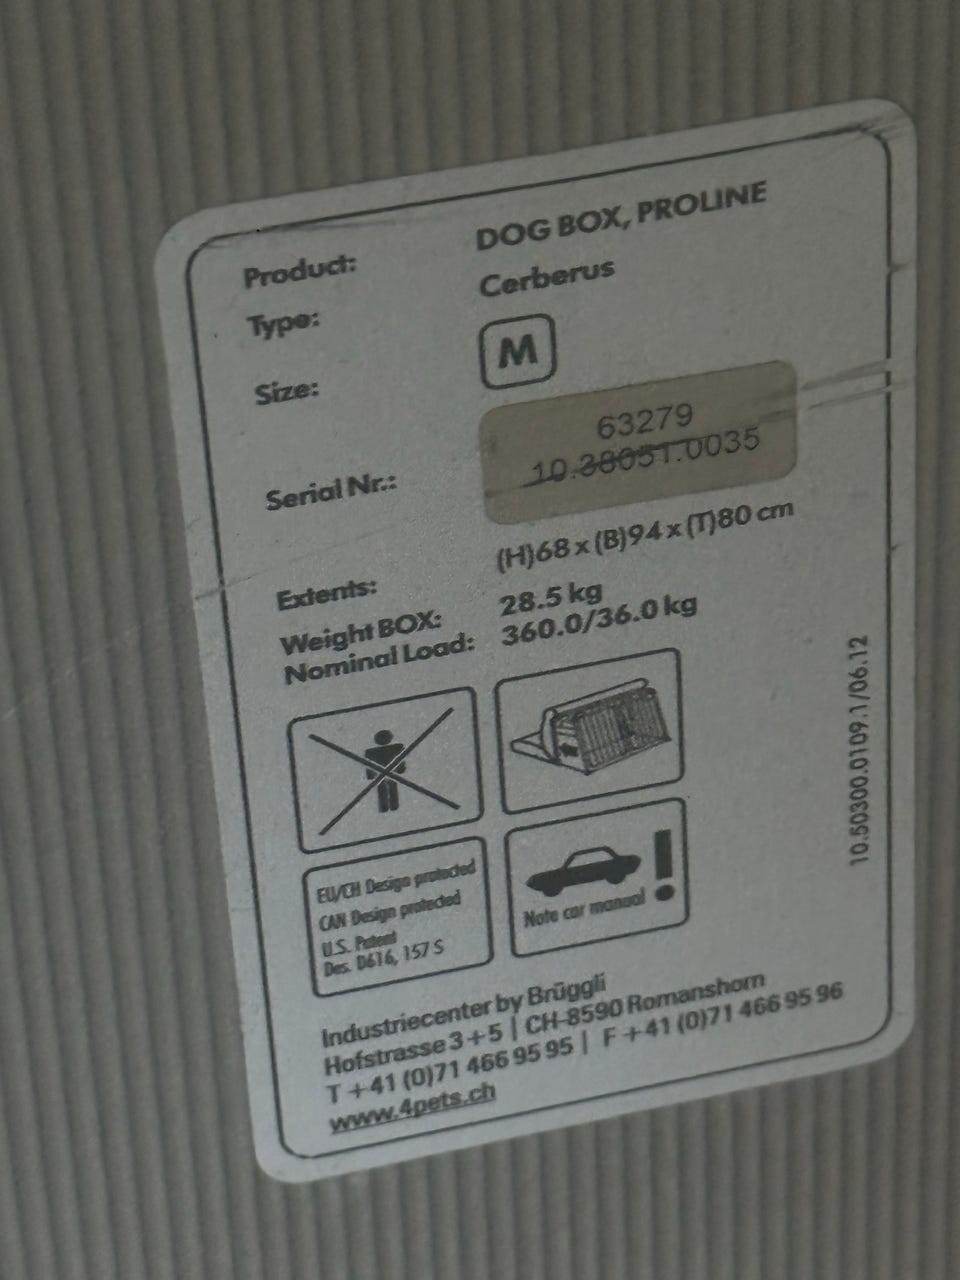 Product: DOG BOX, PROLINE
Type: Cerberus
Size: M
Serial Nr.: 63279
10.38051.0035
Extents: (H)68 x (B)94 x (T)80 cm
Weight BOX: 28.5 kg
Nominal Load: 360.0/36.0 kg
EU/CH Design protected
CAN Design protected
U.S. Patent
Des. D616, 157 S
Note car manual
!
10.50300.0109.1/06.12
Industriecenter by Brüggli
Hofstrasse 3+5 | CH-8590 Romanshorn
T +41 (0)71 466 95 95 | F +41 (0)71 466 95 96
www.4pets.ch